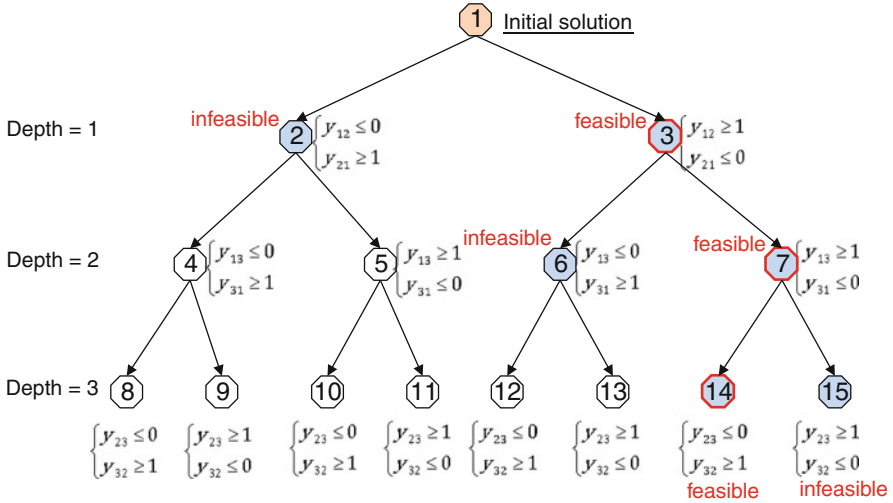 1 Initial solution
Depth = 1 infeasible 2 feasible 3
y₁₂ ≤ 0
y₂₁ ≥ 1
y₁₂ ≥ 1
y₂₁ ≤ 0
Depth = 2 4 5 infeasible 6 feasible 7
y₁₃ ≤ 0
y₃₁ ≥ 1
y₁₃ ≥ 1
y₃₁ ≤ 0
y₁₃ ≤ 0
y₃₁ ≥ 1
y₁₃ ≥ 1
y₃₁ ≤ 0
Depth = 3 8 9 10 11 12 13 14 15
y₂₃ ≤ 0
y₃₂ ≥ 1
y₂₃ ≥ 1
y₃₂ ≤ 0
y₂₃ ≤ 0
y₃₂ ≥ 1
y₂₃ ≥ 1
y₃₂ ≤ 0
y₂₃ ≤ 0
y₃₂ ≥ 1
y₂₃ ≥ 1
y₃₂ ≤ 0
y₂₃ ≤ 0
y₃₂ ≥ 1
y₂₃ ≥ 1
y₃₂ ≤ 0
feasible infeasible